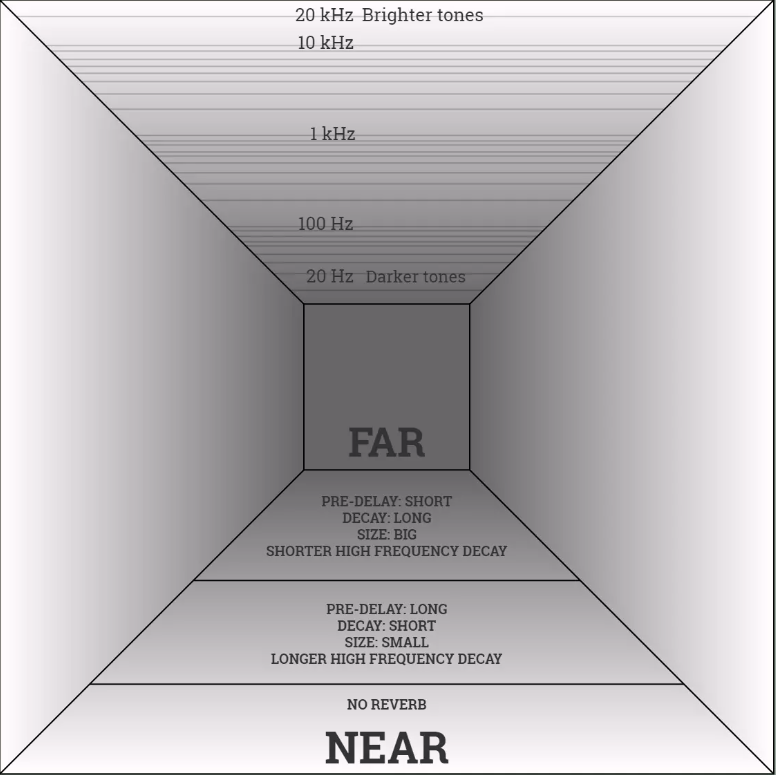 20 kHz Brighter tones
10 kHz
1 kHz
100 Hz
20 Hz Darker tones
FAR
PRE-DELAY: SHORT
DECAY: LONG
SIZE: BIG
SHORTER HIGH FREQUENCY DECAY
PRE-DELAY: LONG
DECAY: SHORT
SIZE: SMALL
LONGER HIGH FREQUENCY DECAY
NO REVERB
NEAR